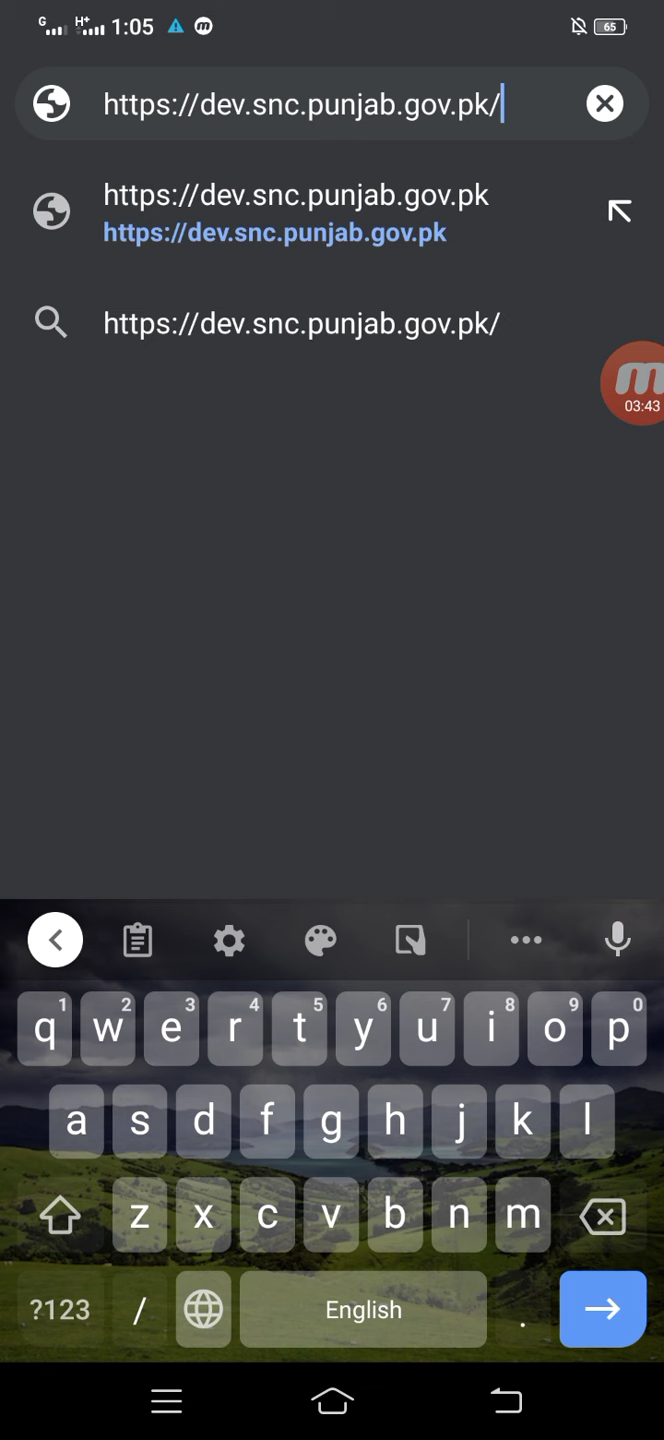 G H+ 1:05 m 65
https://dev.snc.punjab.gov.pk/
https://dev.snc.punjab.gov.pk
https://dev.snc.punjab.gov.pk
https://dev.snc.punjab.gov.pk/
m
03:43
1 2 3 4 5 6 7 8 9 0
q w e r t y u i o p
a s d f g h j k l
z x c v b n m
?123 / English .